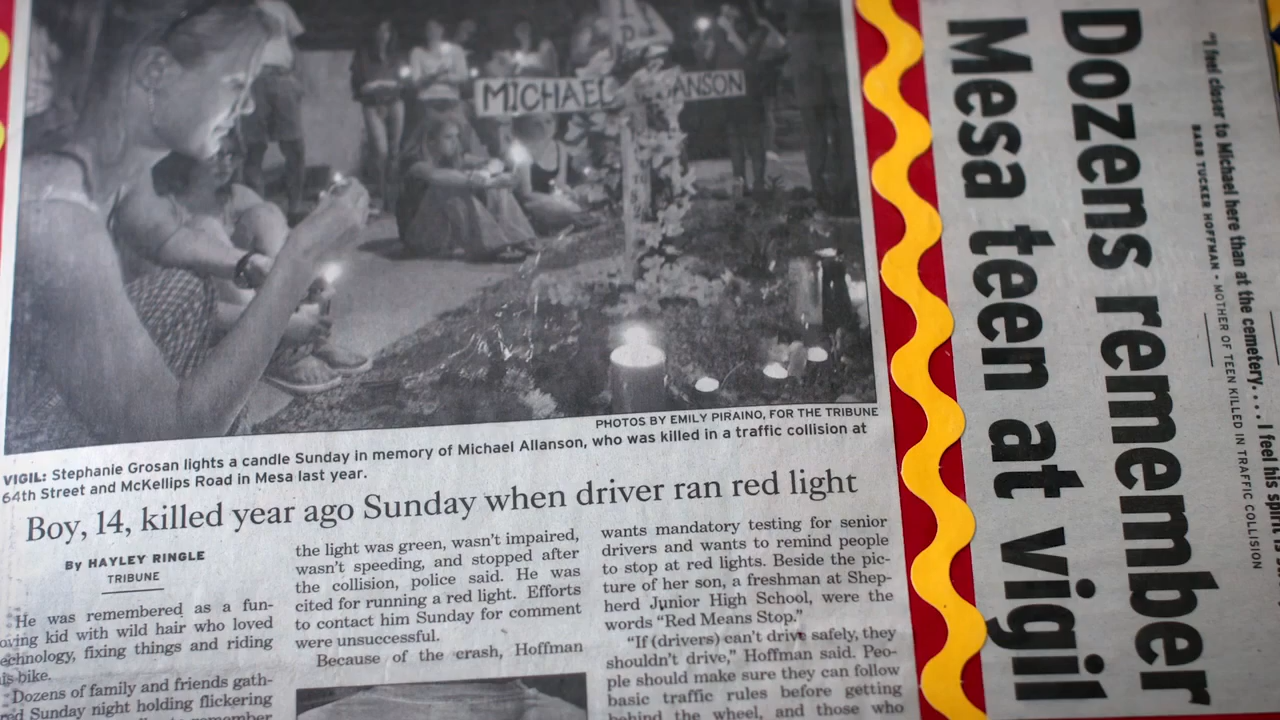 MICHAEL
ANSON
PHOTOS BY EMILY PIRAINO, FOR THE TRIBUNE
VIGIL: Stephanie Grosan lights a candle Sunday in memory of Michael Allanson, who was killed in a traffic collision at
64th Street and McKellips Road in Mesa last year.
Boy, 14, killed year ago Sunday when driver ran red light
By HAYLEY RINGLE
TRIBUNE
He was remembered as a fun-
oving kid with wild hair who loved
echnology, fixing things and riding
is bike.
Dozens of family and friends gath-
red Sunday night holding flickering
the light was green, wasn't impaired,
wasn't speeding, and stopped after
the collision, police said. He was
cited for running a red light. Efforts
to contact him Sunday for comment
were unsuccessful.
Because of the crash, Hoffman
wants mandatory testing for senior
drivers and wants to remind people
to stop at red lights. Beside the pic-
ture of her son, a freshman at Shep-
herd Junior High School, were the
words "Red Means Stop."
"If (drivers) can't drive safely, they
shouldn't drive," Hoffman said. Peo-
ple should make sure they can follow
basic traffic rules before getting
behind the wheel, and those who
Dozens remember
Mesa teen at vigil
"I feel closer to Michael here than at the cemetery. . . . I feel his spirit is
BARB TUCKER HOFFMAN • MOTHER OF TEEN KILLED IN TRAFFIC COLLISION